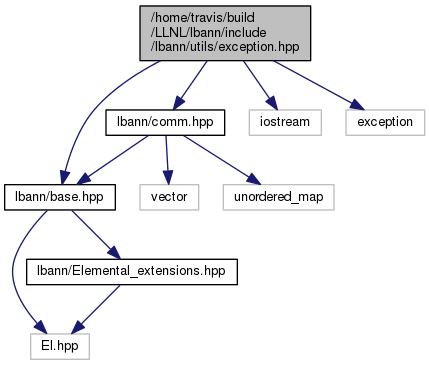 /home/travis/build
/LLNL/lbann/include
/lbann/utils/exception.hpp
lbann/comm.hpp
iostream
exception
lbann/base.hpp
vector
unordered_map
lbann/Elemental_extensions.hpp
El.hpp